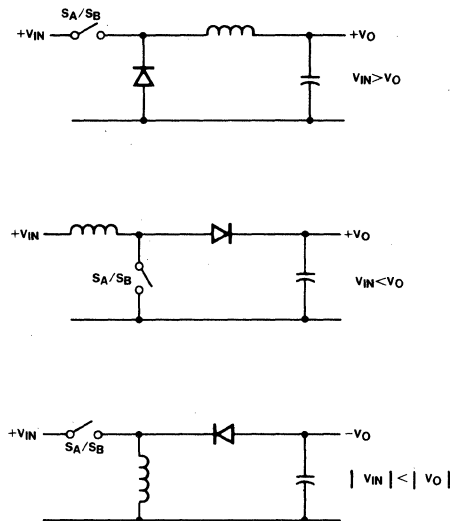 SA/SB
+VIN
+VO
VIN>VO
+VIN
+VO
SA/SB
VIN<VO
+VIN
SA/SB
−VO
| VIN | < | VO |